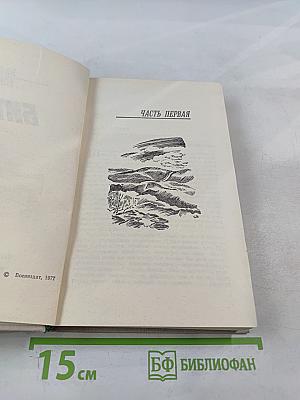 ЧАСТЬ ПЕРВАЯ
© Воениздат, 1977
15 см
БФ БИБЛИОФАН